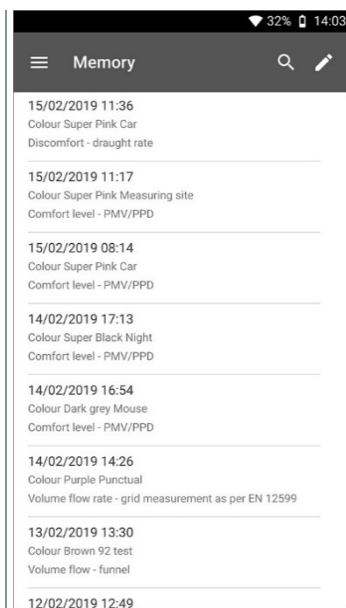 32% 14:03
Memory
15/02/2019 11:36
Colour Super Pink Car
Discomfort - draught rate
15/02/2019 11:17
Colour Super Pink Measuring site
Comfort level - PMV/PPD
15/02/2019 08:14
Colour Super Pink Car
Comfort level - PMV/PPD
14/02/2019 17:13
Colour Super Black Night
Comfort level - PMV/PPD
14/02/2019 16:54
Colour Dark grey Mouse
Comfort level - PMV/PPD
14/02/2019 14:26
Colour Purple Punctual
Volume flow rate - grid measurement as per EN 12599
13/02/2019 13:30
Colour Brown 92 test
Volume flow - funnel
12/02/2019 12:49